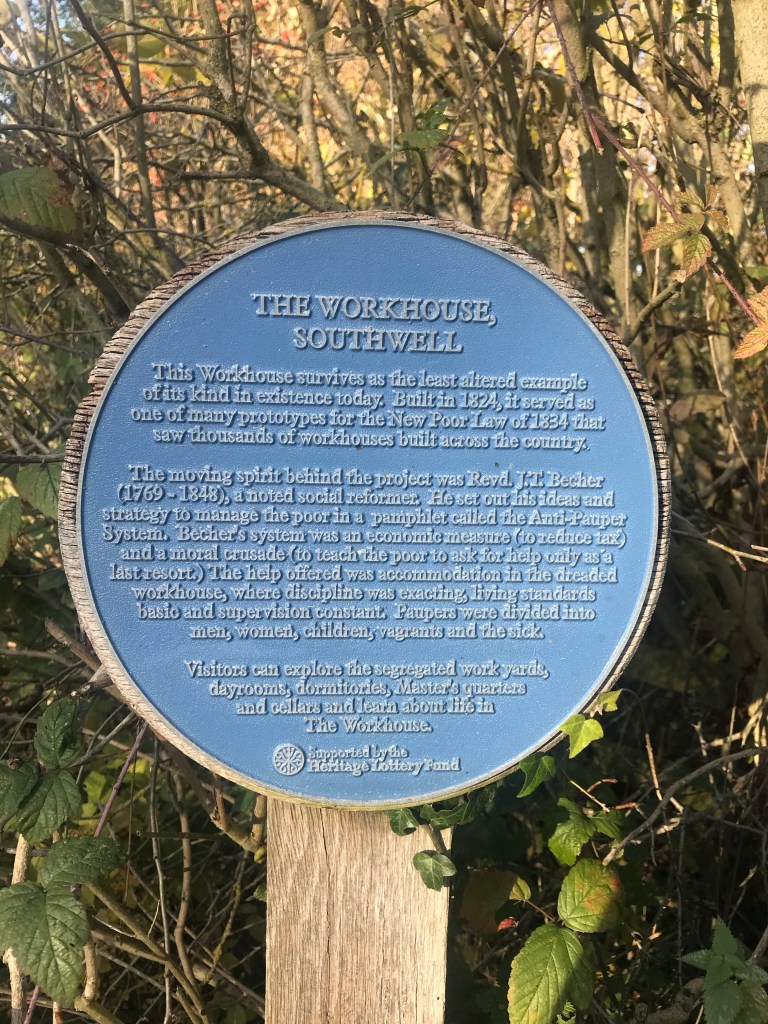 THE WORKHOUSE,
SOUTHWELL
This Workhouse survives as the least altered example
of its kind in existence today. Built in 1824, it served as
one of many prototypes for the New Poor Law of 1834 that
saw thousands of workhouses built across the country.
The moving spirit behind the project was Revd. J.T. Becher
(1769 - 1848), a noted social reformer. He set out his ideas and
strategy to manage the poor in a pamphlet called the Anti-Pauper
System. Becher's system was an economic measure (to reduce tax)
and a moral crusade (to teach the poor to ask for help only as a
last resort.) The help offered was accommodation in the dreaded
workhouse, where discipline was exacting, living standards
basic and supervision constant. Paupers were divided into
men, women, children, vagrants and the sick.
Visitors can explore the segregated work yards,
dayrooms, dormitories, Master's quarters
and cellars and learn about life in
The Workhouse.
Supported by the
Heritage Lottery Fund